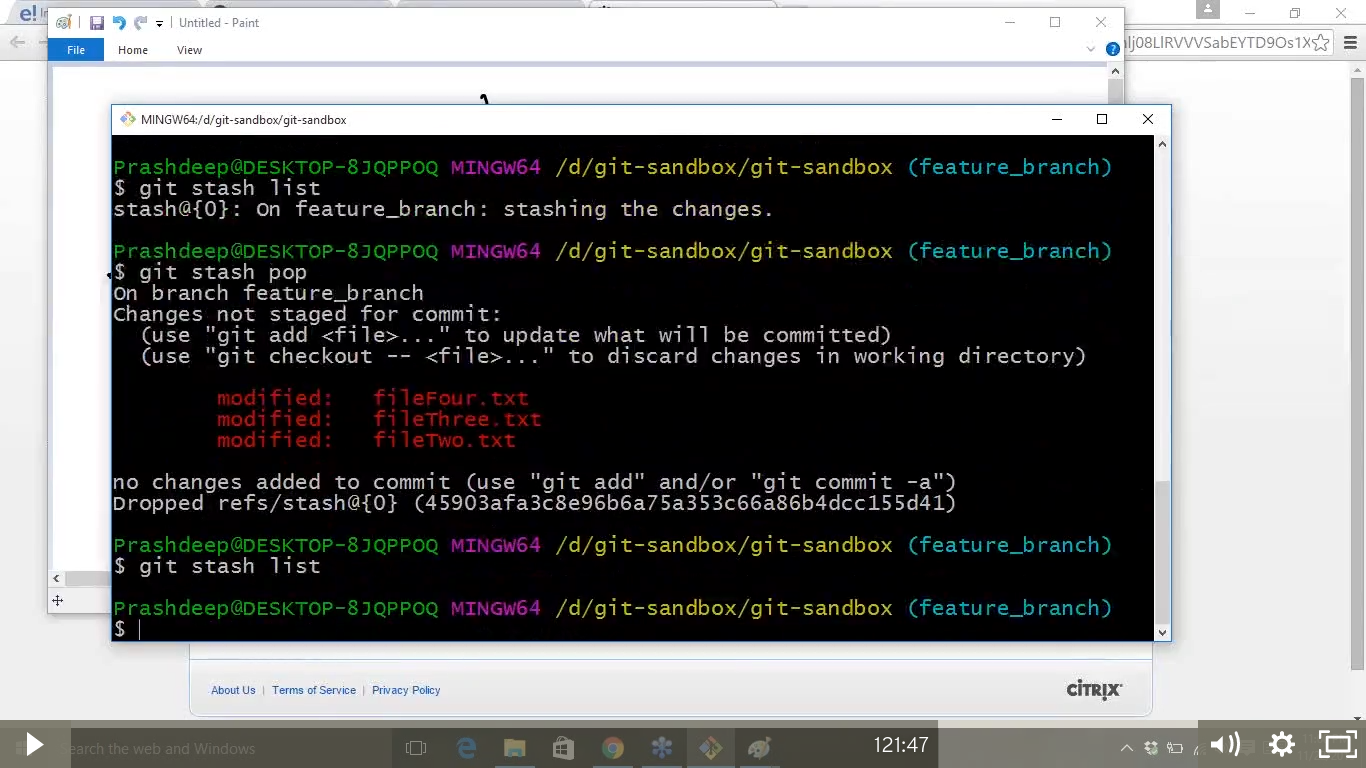 Untitled - Paint
File Home View
nlj08LlRVVVSabEYTD9Os1X
MINGW64:/d/git-sandbox/git-sandbox
Prashdeep@DESKTOP-8JQPPOQ MINGW64 /d/git-sandbox/git-sandbox (feature_branch)
$ git stash list
stash@{0}: On feature_branch: stashing the changes.
Prashdeep@DESKTOP-8JQPPOQ MINGW64 /d/git-sandbox/git-sandbox (feature_branch)
$ git stash pop
On branch feature_branch
Changes not staged for commit:
(use "git add <file>..." to update what will be committed)
(use "git checkout -- <file>..." to discard changes in working directory)
modified: fileFour.txt
modified: fileThree.txt
modified: fileTwo.txt
no changes added to commit (use "git add" and/or "git commit -a")
Dropped refs/stash@{0} (45903afa3c8e96b6a75a353c66a86b4dcc155d41)
Prashdeep@DESKTOP-8JQPPOQ MINGW64 /d/git-sandbox/git-sandbox (feature_branch)
$ git stash list
Prashdeep@DESKTOP-8JQPPOQ MINGW64 /d/git-sandbox/git-sandbox (feature_branch)
$
About Us | Terms of Service | Privacy Policy
CITRIX
Search the web and Windows
121:47